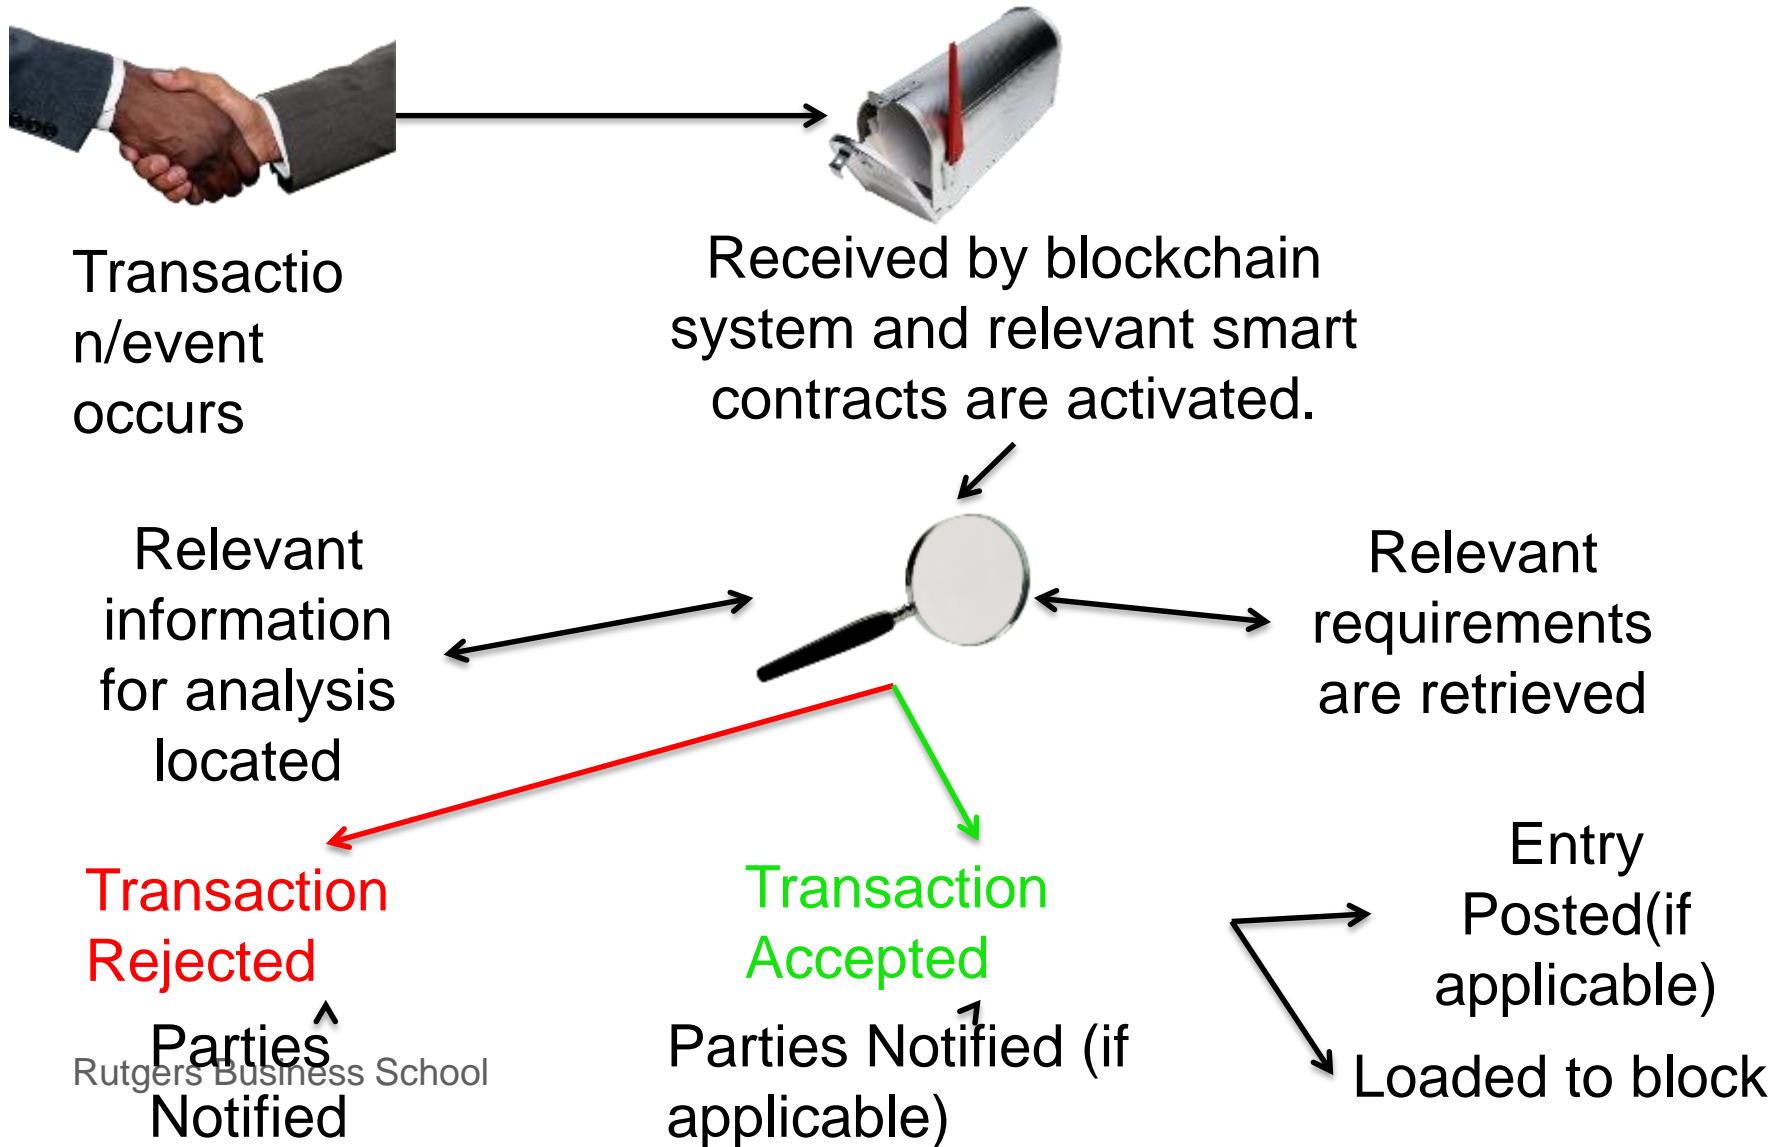 Transactio
n/event
occurs
Received by blockchain
system and relevant smart
contracts are activated.
Relevant
information
for analysis
located
Relevant
requirements
are retrieved
Transaction
Rejected
Transaction
Accepted
Entry
Posted(if
applicable)
Parties
Notified
Parties Notified (if
applicable)
Loaded to block
Rutgers Business School